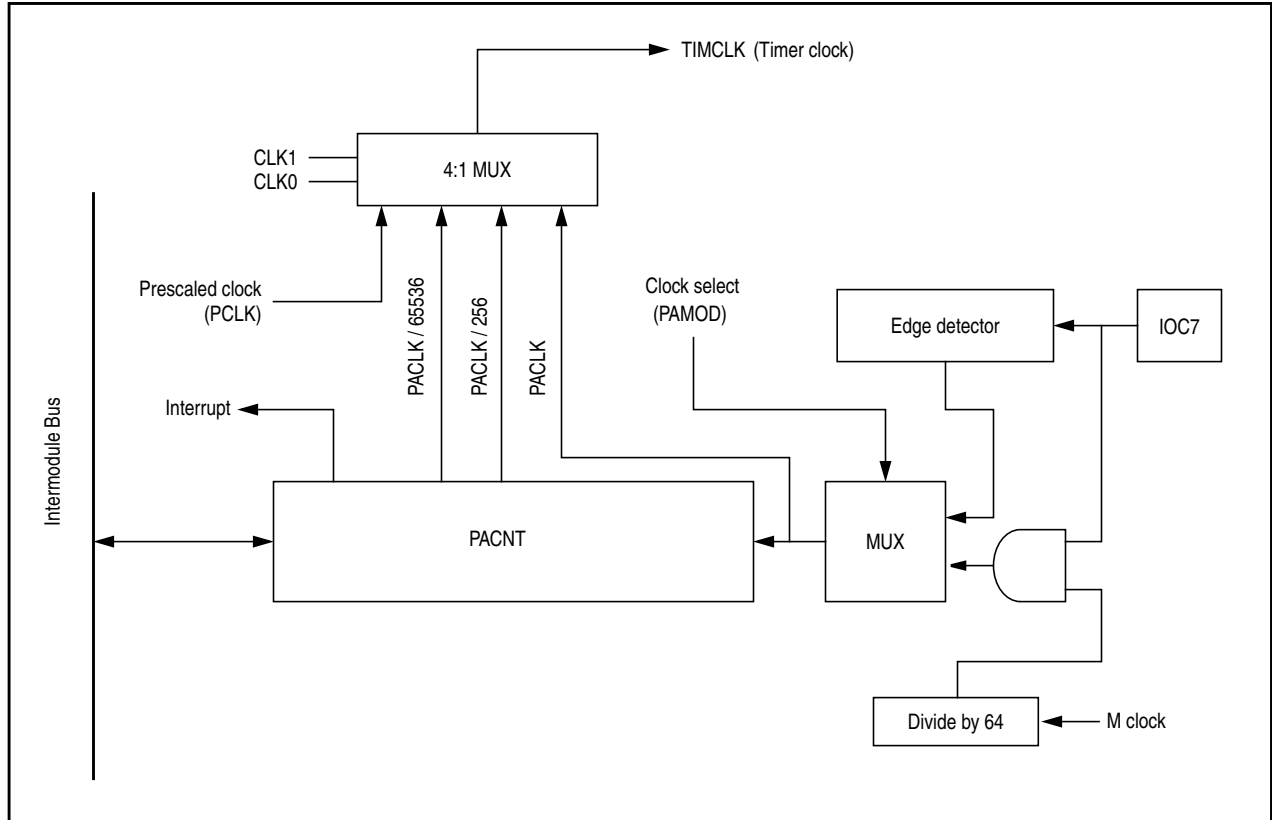 TIMCLK (Timer clock)
CLK1
CLK0
4:1 MUX
Prescaled clock
(PCLK)
PACLK / 65536
PACLK / 256
PACLK
Clock select
(PAMOD)
Edge detector
IOC7
Interrupt
Intermodule Bus
PACNT
MUX
Divide by 64
M clock